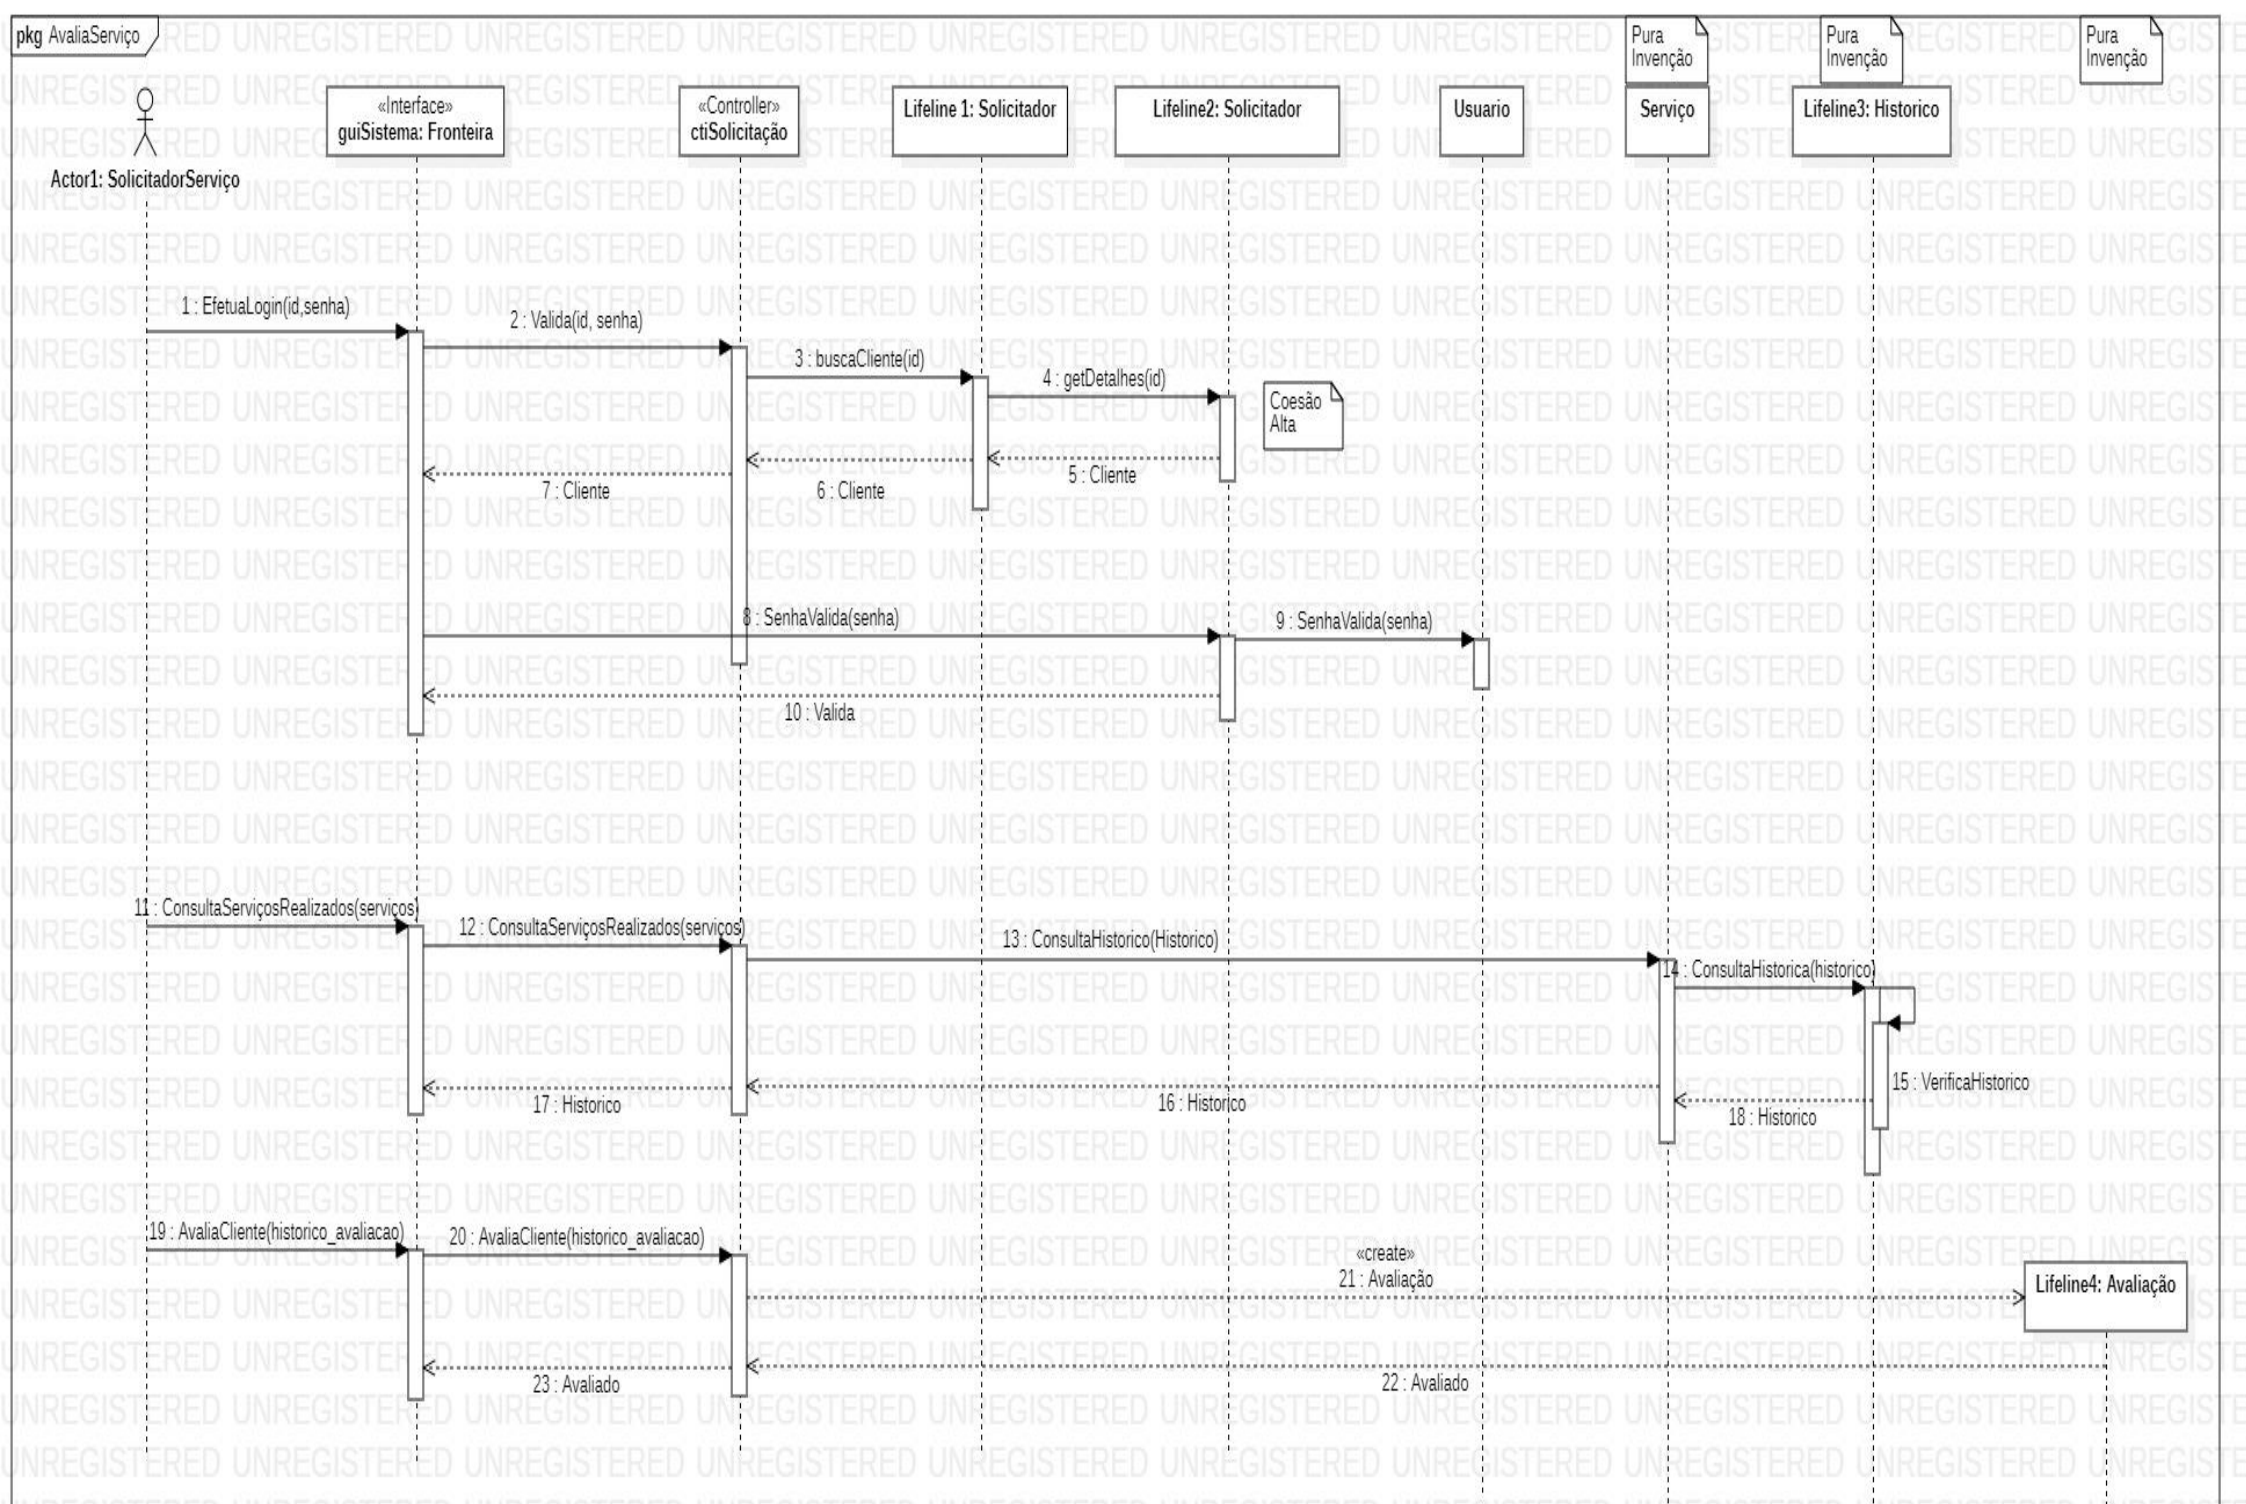 pkg AvaliaServiço
Pura
Invenção
Pura
Invenção
Pura
Invenção
Actor1: SolicitadorServiço
«Interface»
guiSistema: Fronteira
«Controller»
ctiSolicitação
Lifeline 1: Solicitador
Lifeline2: Solicitador
Usuario
Serviço
Lifeline3: Historico
1 : EfetuaLogin(id,senha)
2 : Valida(id, senha)
3 : buscaCliente(id)
4 : getDetalhes(id)
Coesão
Alta
5 : Cliente
6 : Cliente
7 : Cliente
8 : SenhaValida(senha)
9 : SenhaValida(senha)
10 : Valida
11 : ConsultaServiçosRealizados(serviços)
12 : ConsultaServiçosRealizados(serviços)
13 : ConsultaHistorico(Historico)
14 : ConsultaHistorica(historico)
15 : VerificaHistorico
16 : Historico
17 : Historico
18 : Historico
19 : AvaliaCliente(historico_avaliacao)
20 : AvaliaCliente(historico_avaliacao)
«create»
21 : Avaliação
Lifeline4: Avaliação
22 : Avaliado
23 : Avaliado
UNREGISTERED